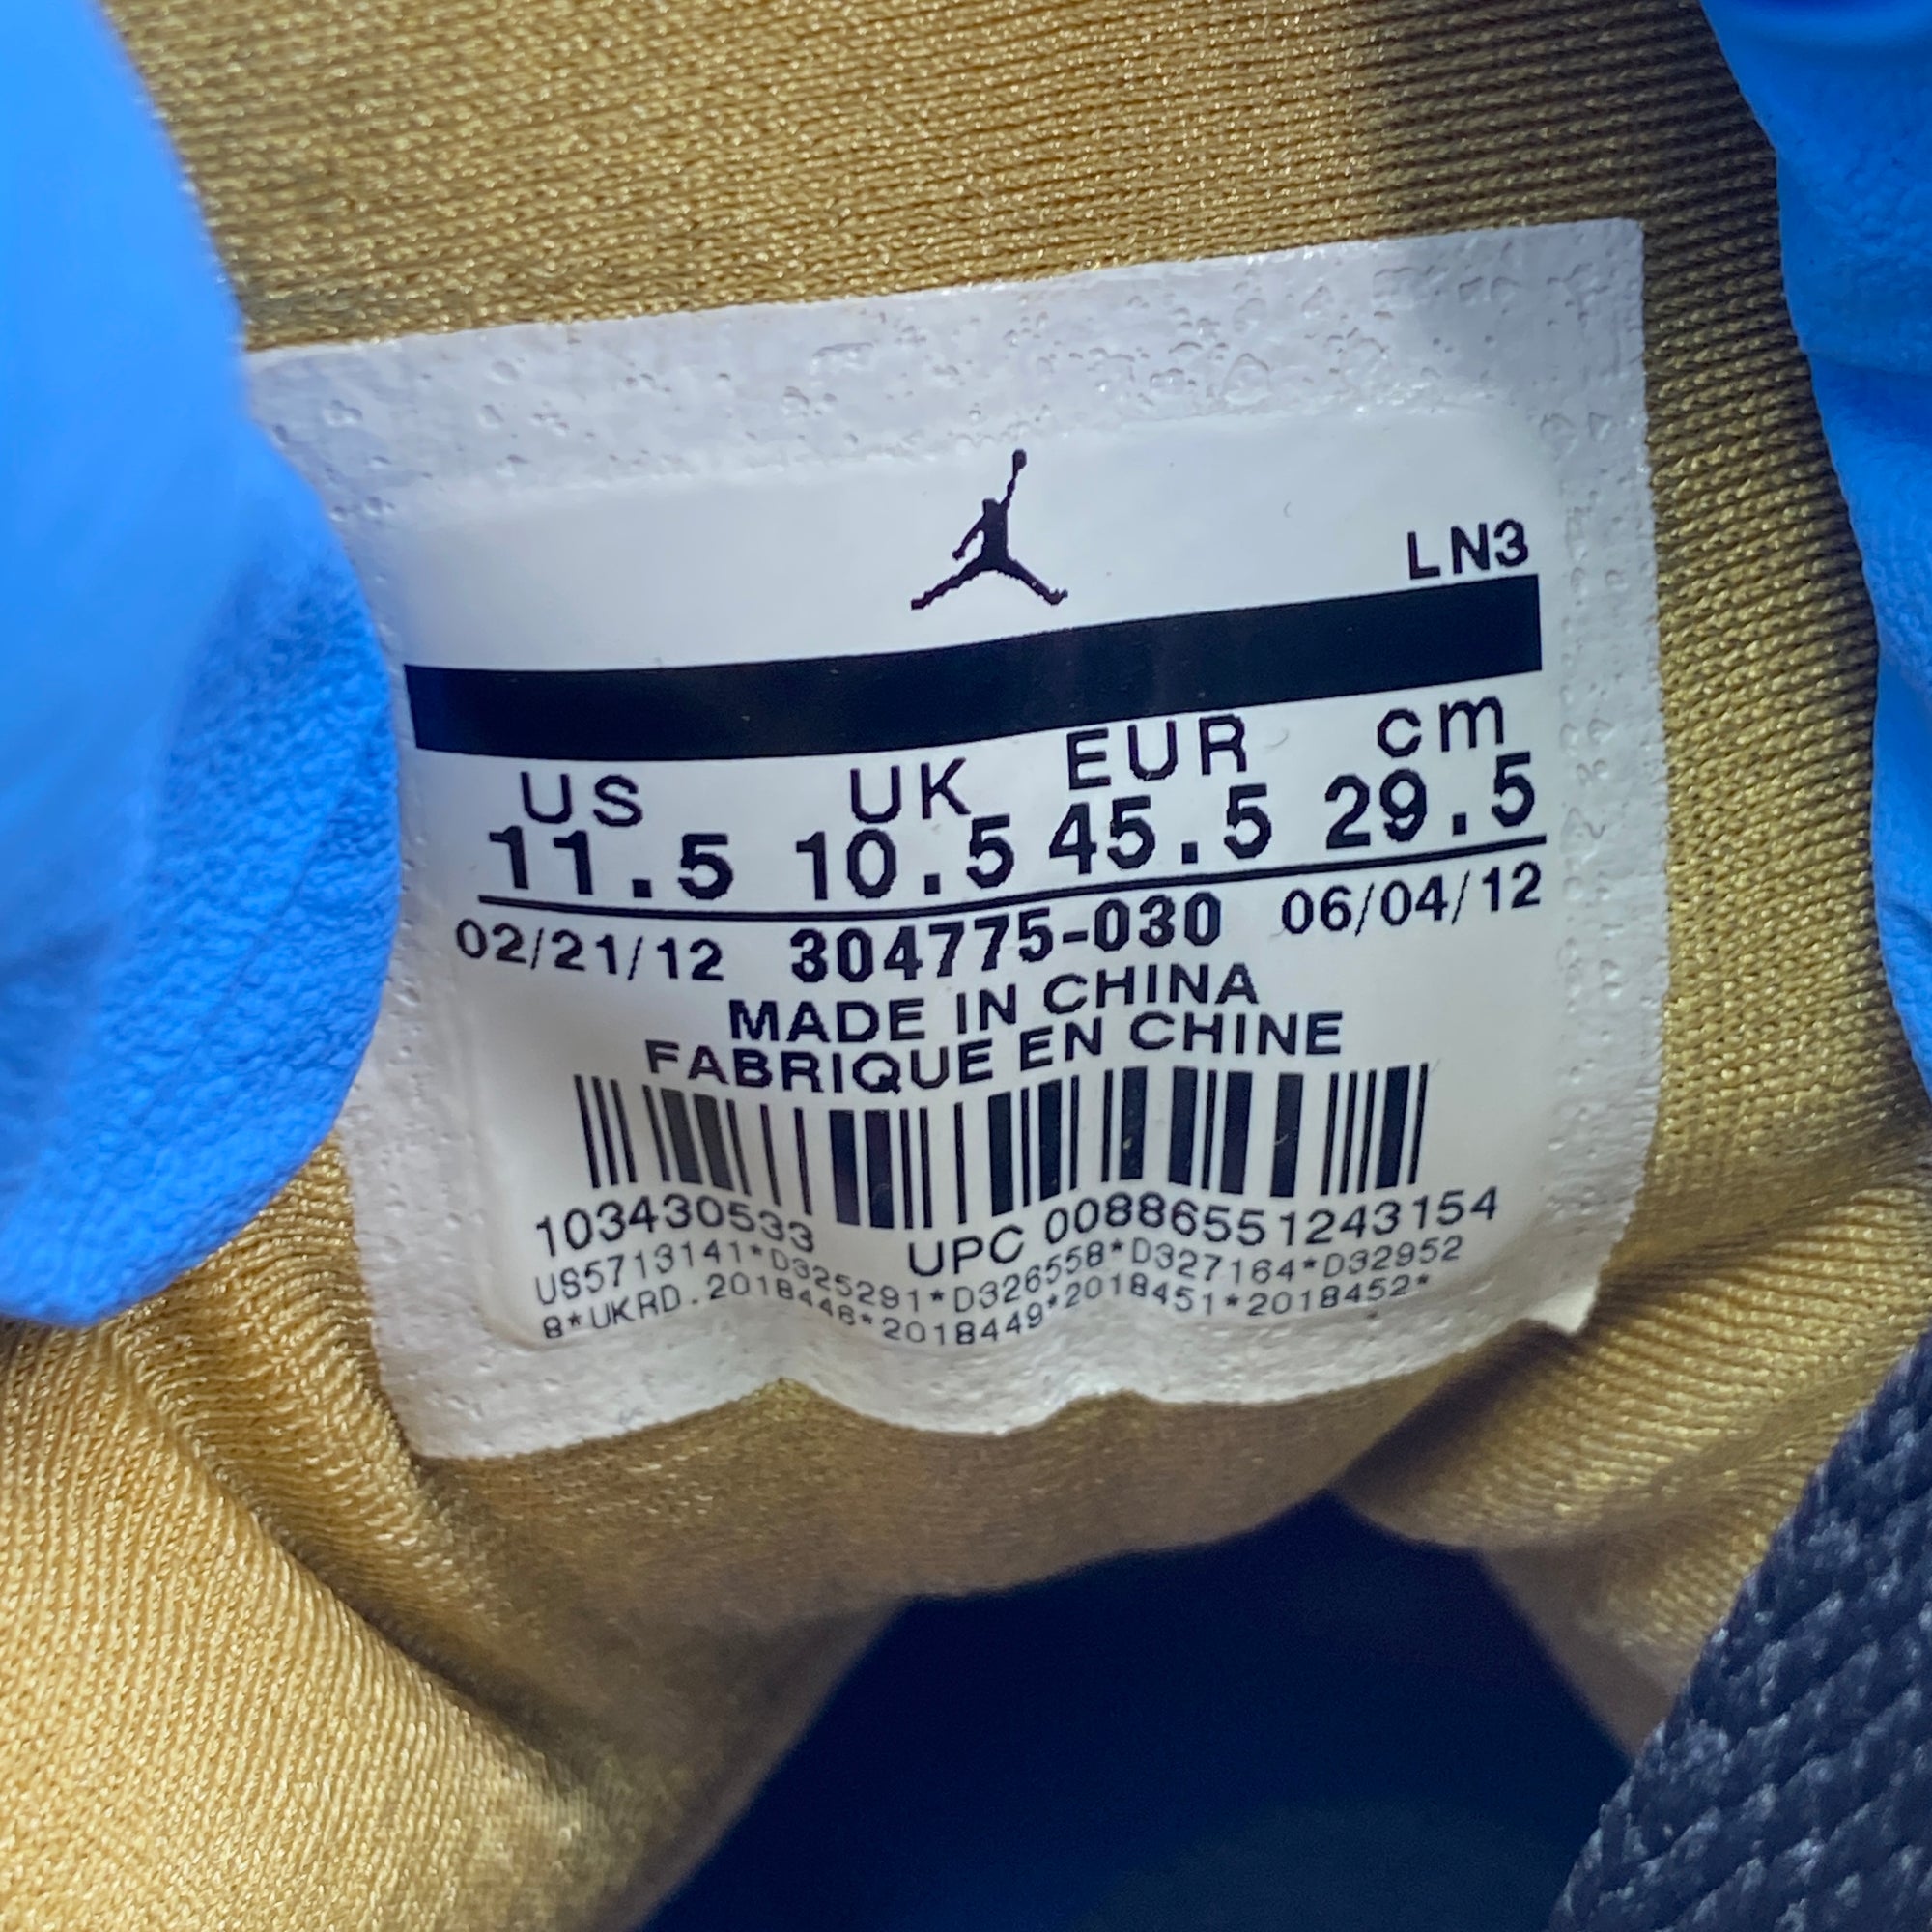 LN3
US UK EUR cm
11.5 10.5 45.5 29.5
02/21/12 304775-030 06/04/12
MADE IN CHINA
FABRIQUE EN CHINE
103430533 UPC 00886551243154
US5713141*D325291*D326558*D327164*D32952
8*UKRD.2018448*2018449*2018451*2018452*